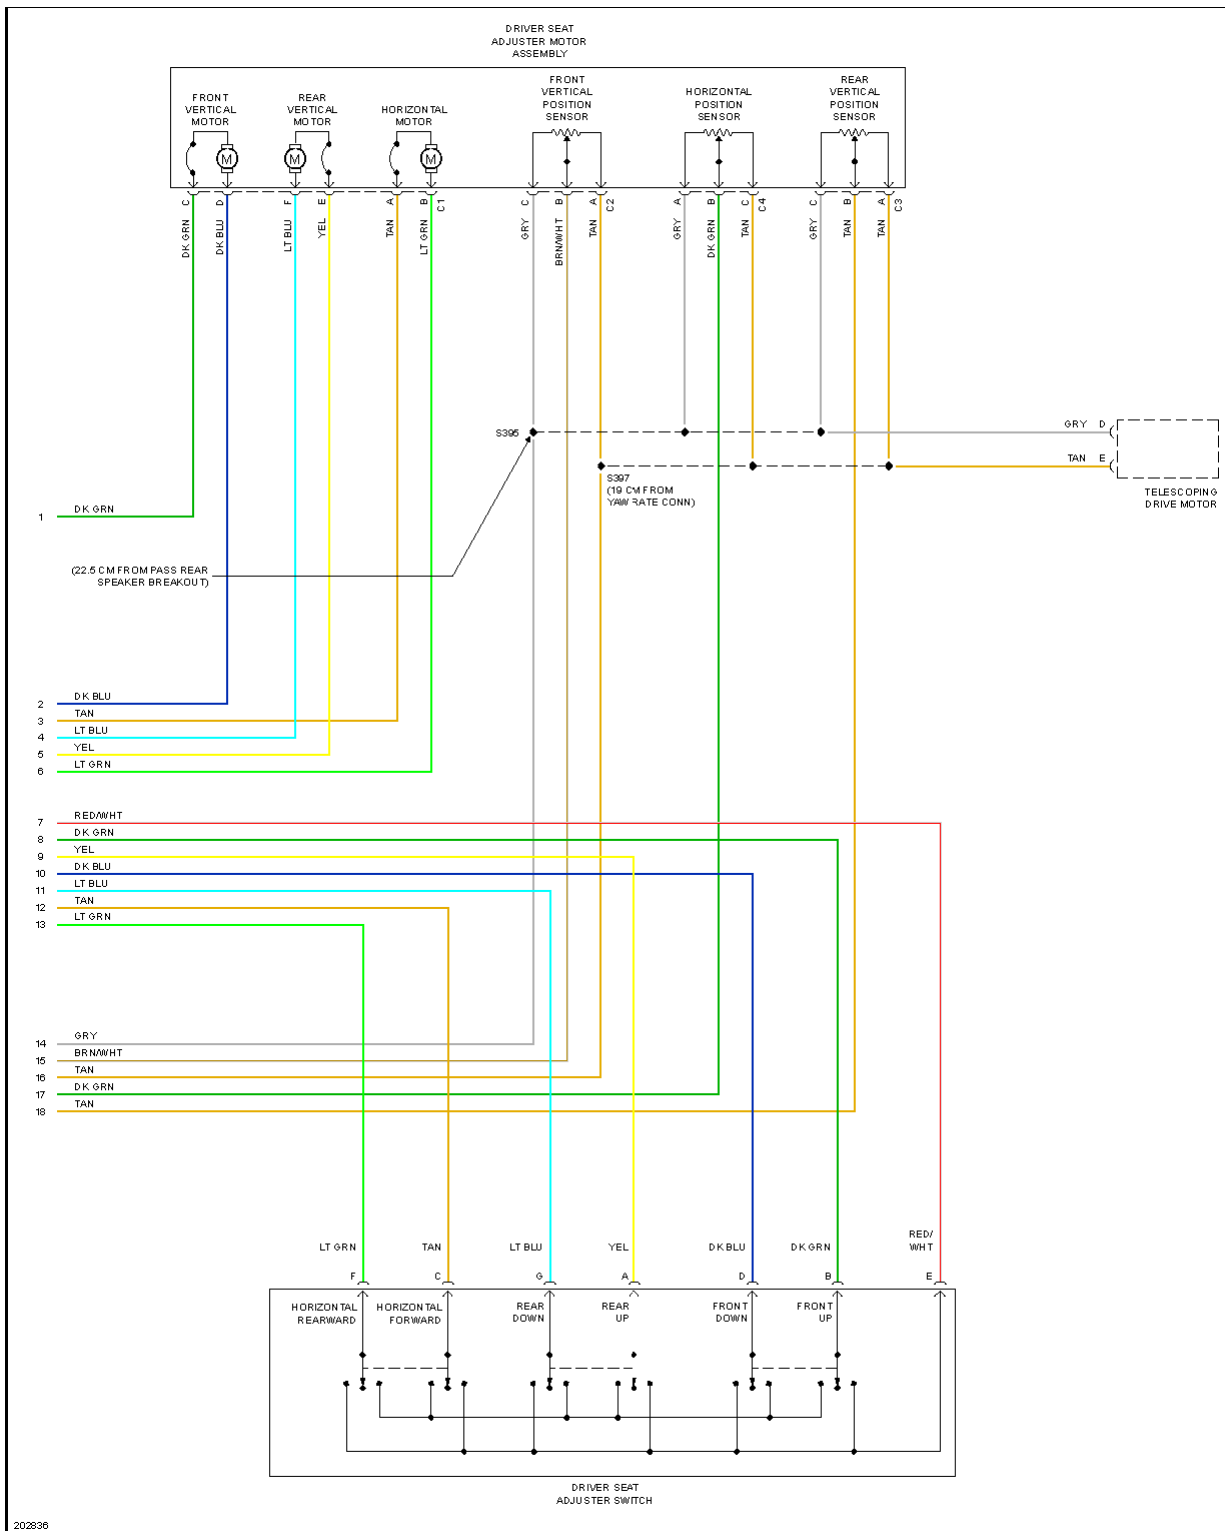 DRIVER SEAT
ADJUSTER MOTOR
ASSEMBLY
FRONT
VERTICAL
MOTOR
REAR
VERTICAL
MOTOR
HORIZONTAL
MOTOR
FRONT
VERTICAL
POSITION
SENSOR
HORIZONTAL
POSITION
SENSOR
REAR
VERTICAL
POSITION
SENSOR
M
M
M
C
D
F
E
A
B
C1
C
B
A
C2
A
B
C
C4
C
B
A
C3
DK GRN
DK BLU
LT BLU
YEL
TAN
LT GRN
GRY
BRN/WHT
TAN
GRY
DK GRN
TAN
GRY
TAN
TAN
S395
GRY D
TAN E
S397
(19 CM FROM
YAW RATE CONN)
TELESCOPING
DRIVE MOTOR
1 DK GRN
(22.5 CM FROM PASS REAR
SPEAKER BREAKOUT)
2 DK BLU
3 TAN
4 LT BLU
5 YEL
6 LT GRN
7 RED/WHT
8 DK GRN
9 YEL
10 DK BLU
11 LT BLU
12 TAN
13 LT GRN
14 GRY
15 BRN/WHT
16 TAN
17 DK GRN
18 TAN
LT GRN
TAN
LT BLU
YEL
DK BLU
DK GRN
RED/
WHT
F
C
G
A
D
B
E
HORIZONTAL
REARWARD
HORIZONTAL
FORWARD
REAR
DOWN
REAR
UP
FRONT
DOWN
FRONT
UP
DRIVER SEAT
ADJUSTER SWITCH
202836